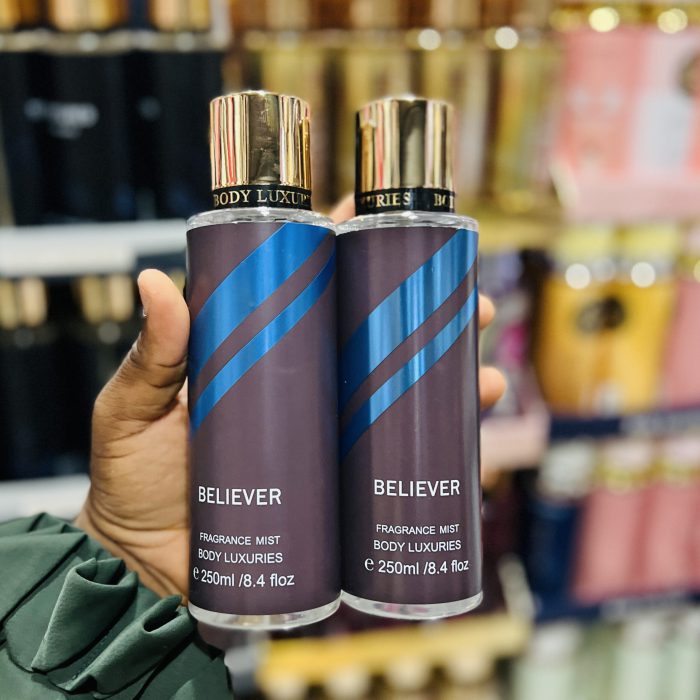 BODY LUXUR
BELIEVER
FRAGRANCE MIST
BODY LUXURIES
℮ 250ml /8.4 floz
XURIES BO
BELIEVER
FRAGRANCE MIST
BODY LUXURIES
℮ 250ml /8.4 floz